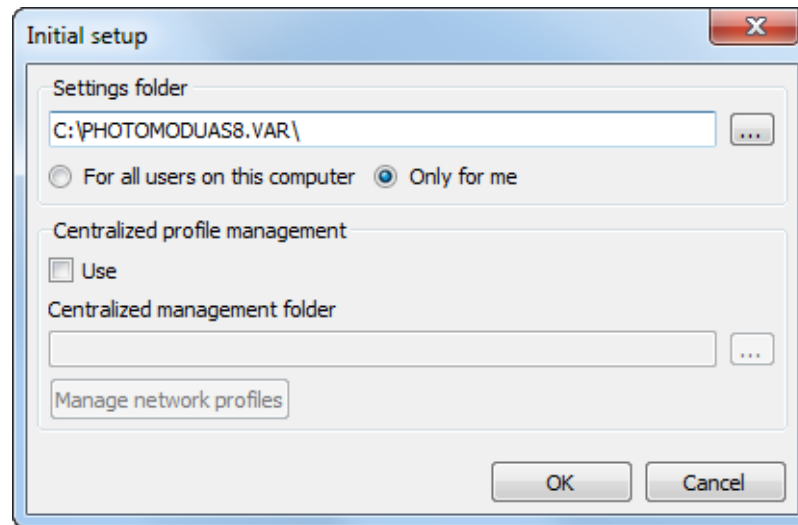 Initial setup
Settings folder
C:\PHOTOMODUAS8.VAR\
...
For all users on this computer Only for me
Centralized profile management
Use
Centralized management folder
...
Manage network profiles
OK Cancel